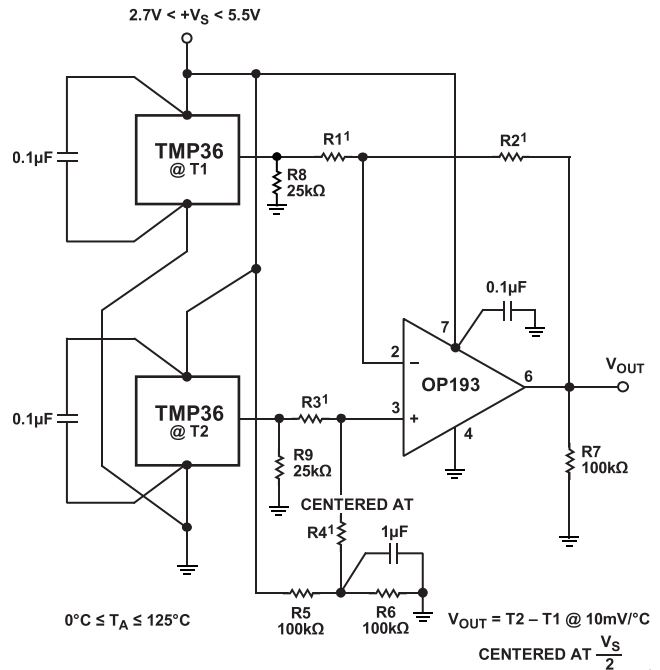 2.7V < +VS < 5.5V
0.1µF
TMP36
@ T1
R1¹
R2¹
R8
25kΩ
0.1µF
7
2
−
OP193
6
VOUT
3
+
4
0.1µF
TMP36
@ T2
R3¹
R9
25kΩ
R7
100kΩ
CENTERED AT
R4¹
1µF
R5
100kΩ
R6
100kΩ
0°C ≤ TA ≤ 125°C
VOUT = T2 – T1 @ 10mV/°C
CENTERED AT VS/2